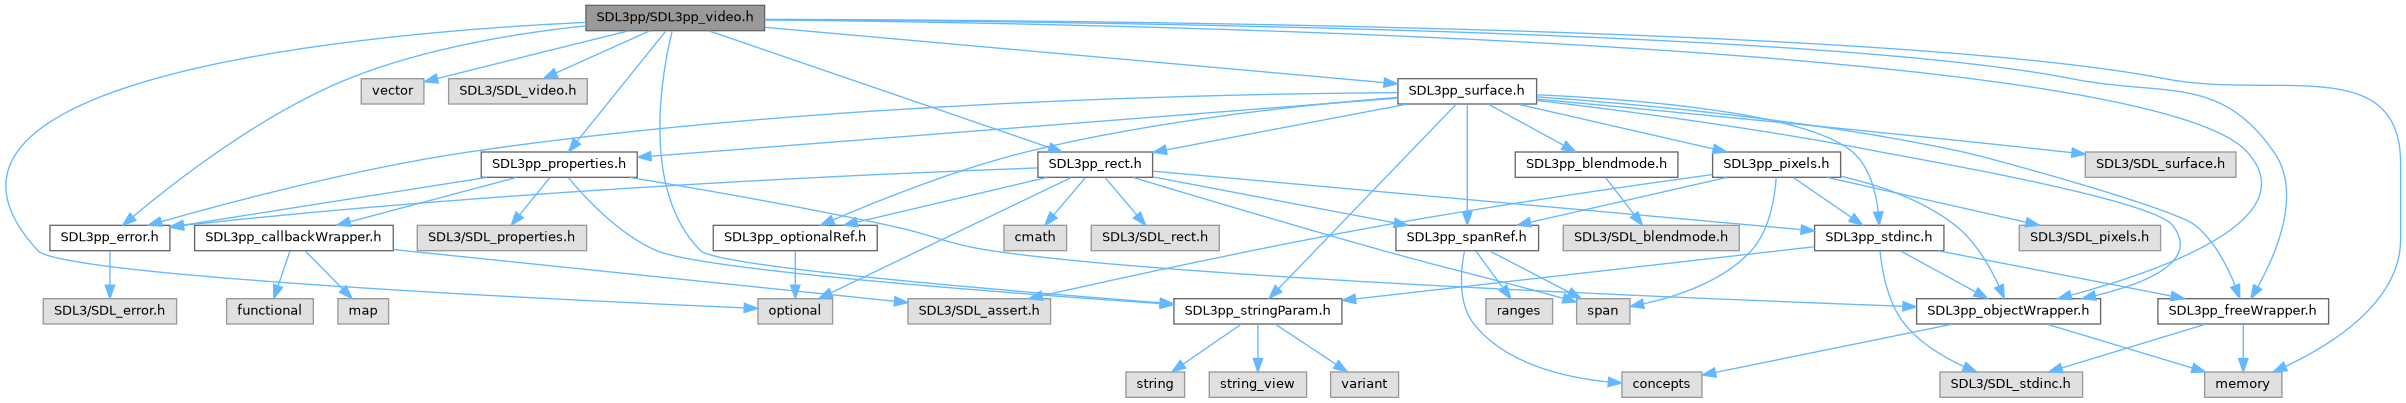 SDL3pp/SDL3pp_video.h
vector
SDL3/SDL_video.h
SDL3pp_surface.h
SDL3pp_properties.h
SDL3pp_rect.h
SDL3pp_blendmode.h
SDL3pp_pixels.h
SDL3/SDL_surface.h
SDL3pp_error.h
SDL3pp_callbackWrapper.h
SDL3/SDL_properties.h
SDL3pp_optionalRef.h
cmath
SDL3/SDL_rect.h
SDL3pp_spanRef.h
SDL3/SDL_blendmode.h
SDL3pp_stdinc.h
SDL3/SDL_pixels.h
SDL3/SDL_error.h
functional
map
optional
SDL3/SDL_assert.h
SDL3pp_stringParam.h
ranges
span
SDL3pp_objectWrapper.h
SDL3pp_freeWrapper.h
string
string_view
variant
concepts
SDL3/SDL_stdinc.h
memory